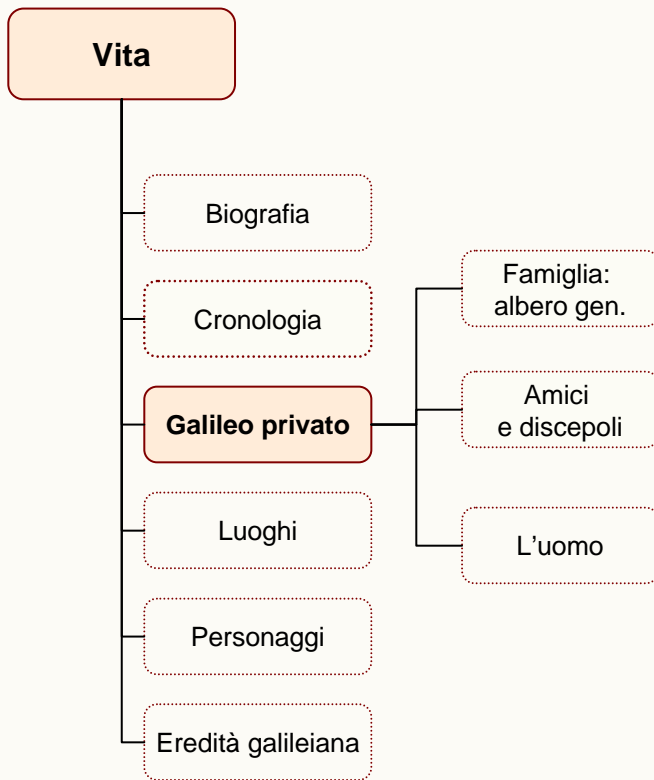 Vita
Biografia
Cronologia
Galileo privato
Luoghi
Personaggi
Eredità galileiana
Famiglia:
albero gen.
Amici
e discepoli
L'uomo